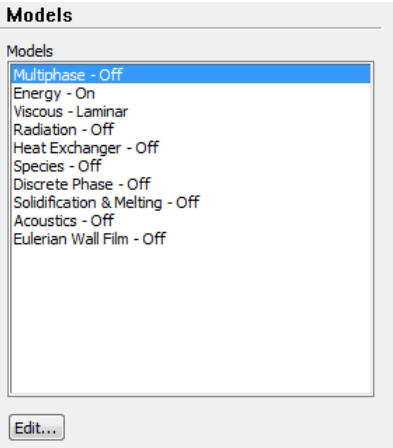 Models
Models
Multiphase - Off
Energy - On
Viscous - Laminar
Radiation - Off
Heat Exchanger - Off
Species - Off
Discrete Phase - Off
Solidification & Melting - Off
Acoustics - Off
Eulerian Wall Film - Off
Edit...